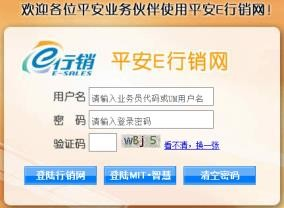 欢迎各位平安业务伙伴使用平安E行销网!
e行销 平安E行销网
E-SALES
用户名 请输入业务员代码或UM用户名
密 码 请输入登录密码
验证码 wBj5 看不清，换一张
登陆行销网 登陆MIT·智慧 清空密码